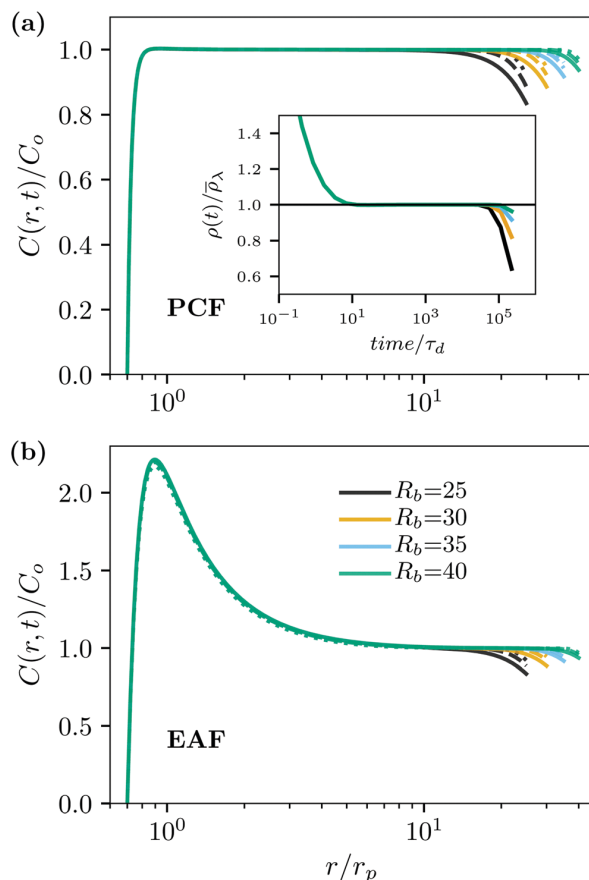 (a)
C(r, t)/C_o
1.0
0.8
0.6
0.4
0.2
0.0
10^0
10^1
PCF
ρ(t)/ρ̅_λ
1.4
1.2
1.0
0.8
0.6
10^−1
10^1
10^3
10^5
time/τ_d
(b)
C(r, t)/C_o
2.0
1.5
1.0
0.5
0.0
R_b=25
R_b=30
R_b=35
R_b=40
EAF
10^0
10^1
r/r_p